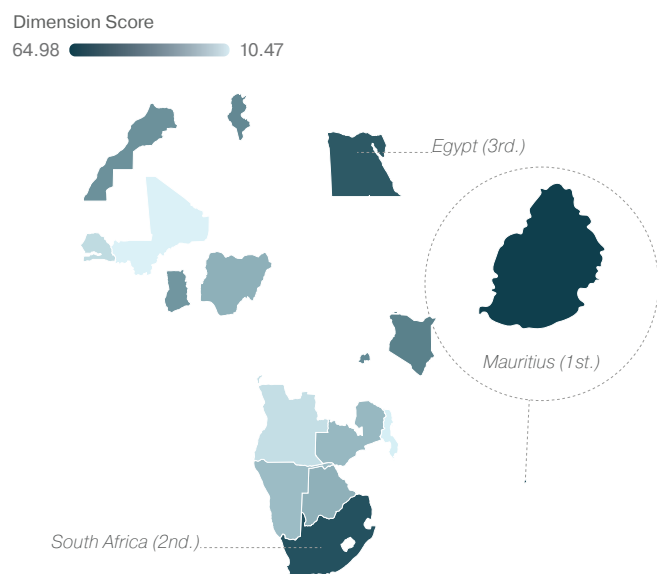 Dimension Score
64.98 10.47
Egypt (3rd.)
Mauritius (1st.)
South Africa (2nd.)